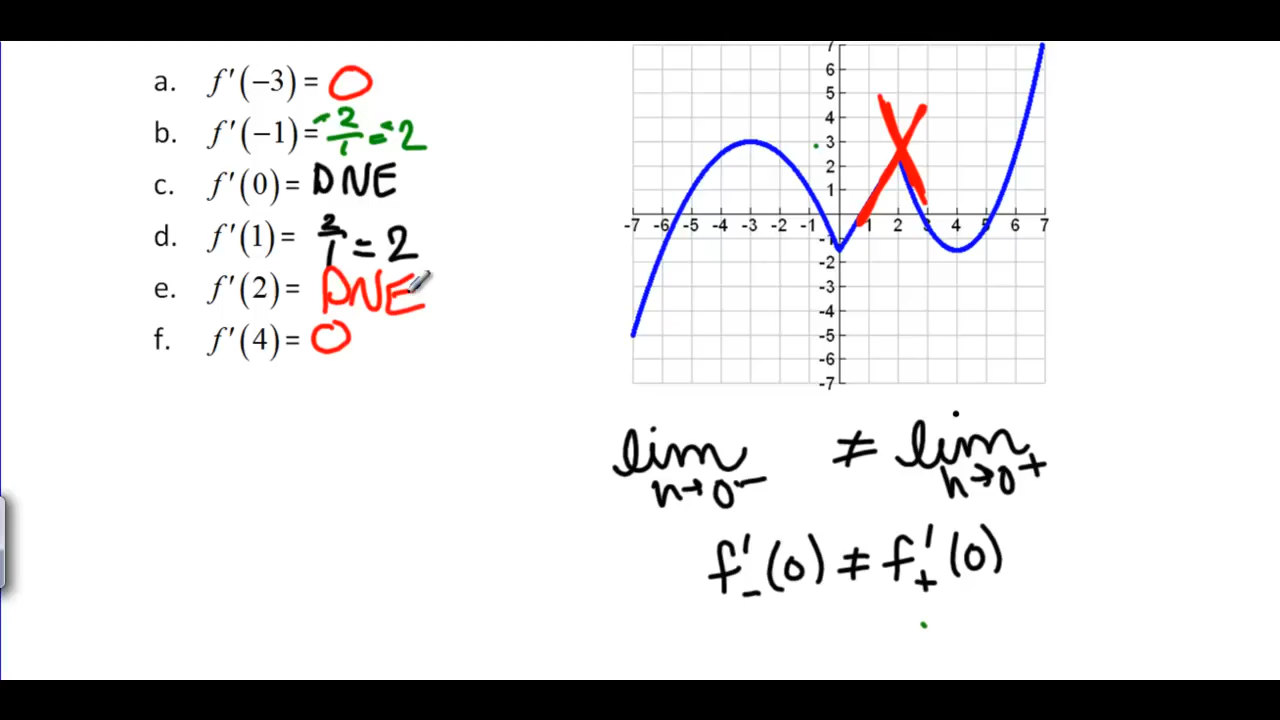 a. f′(−3) = 0
b. f′(−1) = -2/1 = -2
c. f′(0) = DNE
d. f′(1) = 2/1 = 2
e. f′(2) = DNE
f. f′(4) = 0
7
6
5
4
3
2
1
-7 -6 -5 -4 -3 -2 -1 1 2 3 4 5 6 7
-1
-2
-3
-4
-5
-6
-7
lim h→0⁻ ≠ lim h→0⁺
f′₋(0) ≠ f′₊(0)